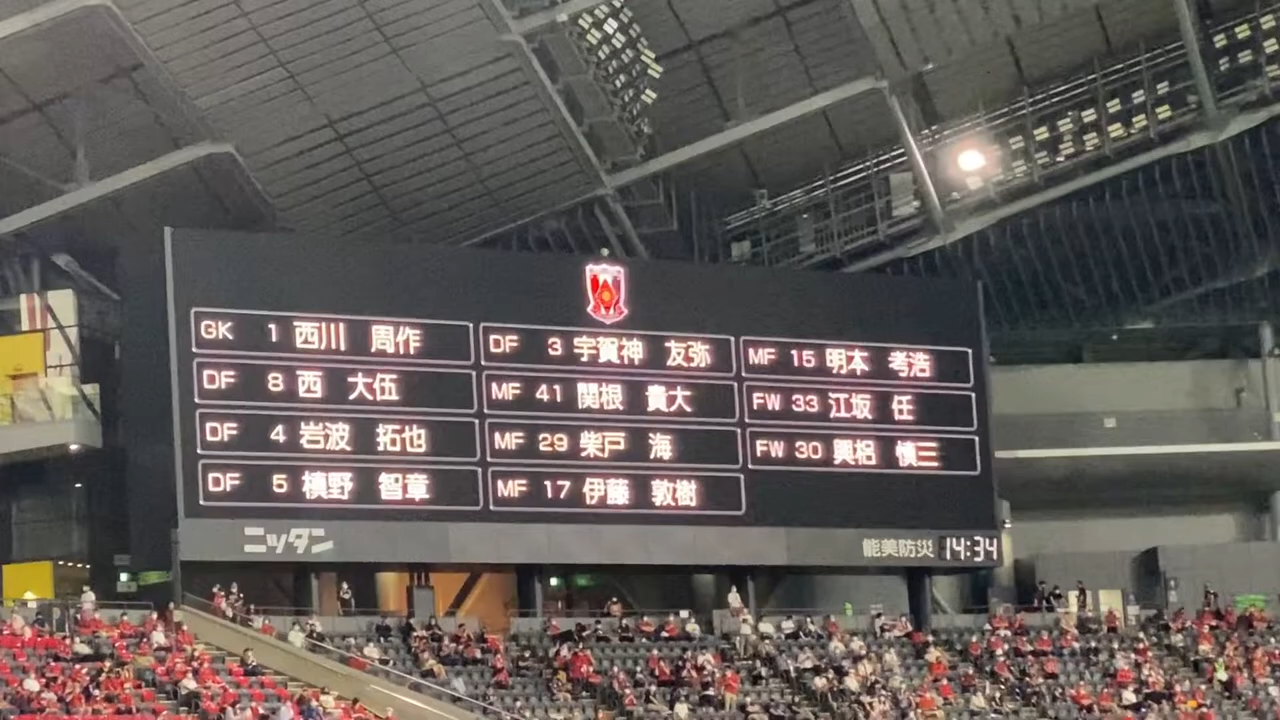 GK 1 西川 周作
DF 8 西 大伍
DF 4 岩波 拓也
DF 5 槙野 智章
DF 3 宇賀神 友弥
MF 41 関根 貴大
MF 29 柴戸 海
MF 17 伊藤 敦樹
MF 15 明本 考浩
FW 33 江坂 任
FW 30 興梠 慎三
ニッタン
能美防災 14:34